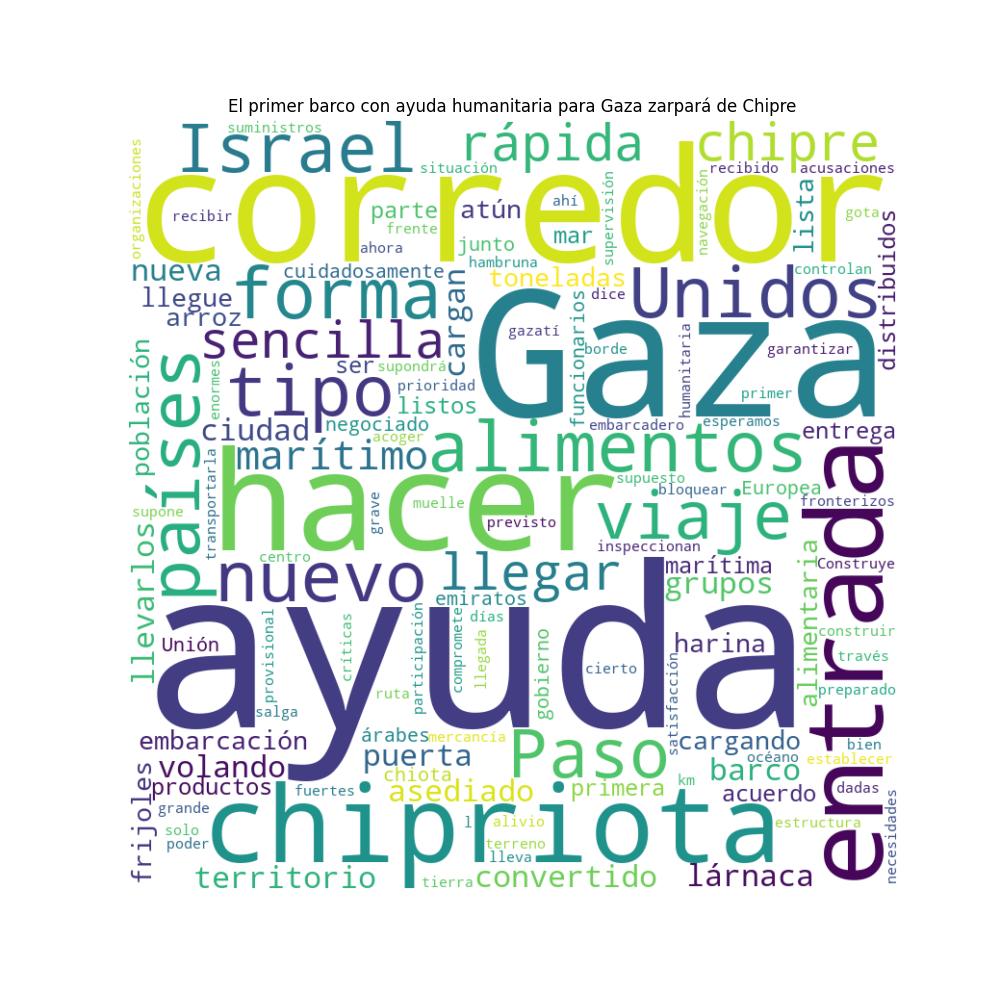 El primer barco con ayuda humanitaria para Gaza zarpará de Chipre
suministros
Israel
rápida
chipre
organizaciones
situación
recibido
acusaciones
corredor
recibir
parte
frente
ahora
atún
ahí
mar
supervisión
navegación
lista
gota
junto
hambruna
nueva
cuidadosamente
toneladas
controlan
distribuidos
llegue
arroz
forma
cargan
dice
Unidos
sencilla
gazatí
borde
funcionarios
humanitaria
garantizar
Gaza
población
países
enormes
ser
supondrá
prioridad
primer
tipo
listos
ciudad
negociado
acoger
embarcadero
esperamos
entrega
marítimo
alimentos
transportarla
hacer
grave
muelle
supuesto
bloquear
Europea
fronterizos
entrada
supone
previsto
viaje
llevarlos
centro
inspeccionan
nuevo
llegar
marítima
grupos
Construye
emiratos
alimentaria
días
Unión
provisional
críticas
participación
compromete
llegada
gobierno
harina
construir
través
cierto
ayuda
ruta
satisfacción
preparado
salga
embarcación
árabes
mercancía
Paso
cargando
bien
puerta
océano
establecer
volando
chiota
barco
productos
fuertes
asediado
primera
km
acuerdo
dadas
frijoles
grande
chipriota
solo
poder
l
alivio
estructura
necesidades
terreno
lleva
territorio
tierra
convertido
lárnaca